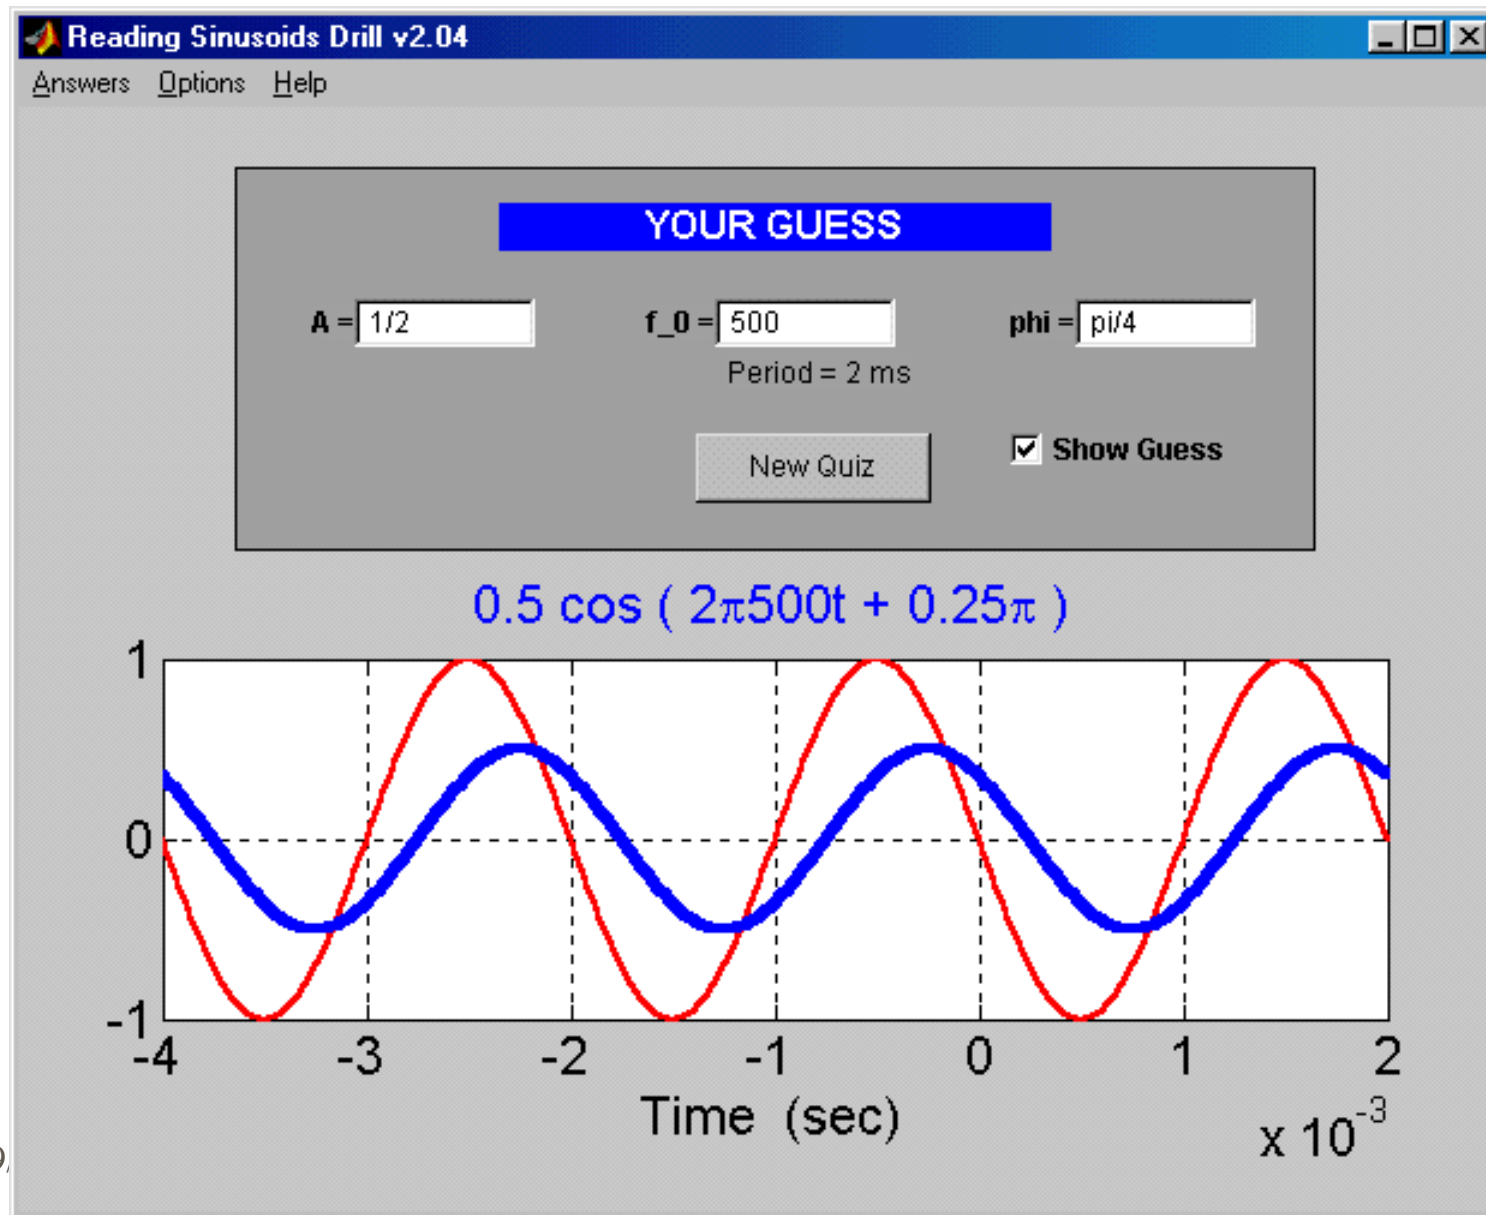 Reading Sinusoids Drill v2.04
Answers Options Help
YOUR GUESS
A = 1/2 f_0 = 500 phi = pi/4
Period = 2 ms
New Quiz Show Guess
0.5 cos ( 2π500t + 0.25π )
1
0
-1
-4 -3 -2 -1 0 1 2
Time (sec)
x 10^-3